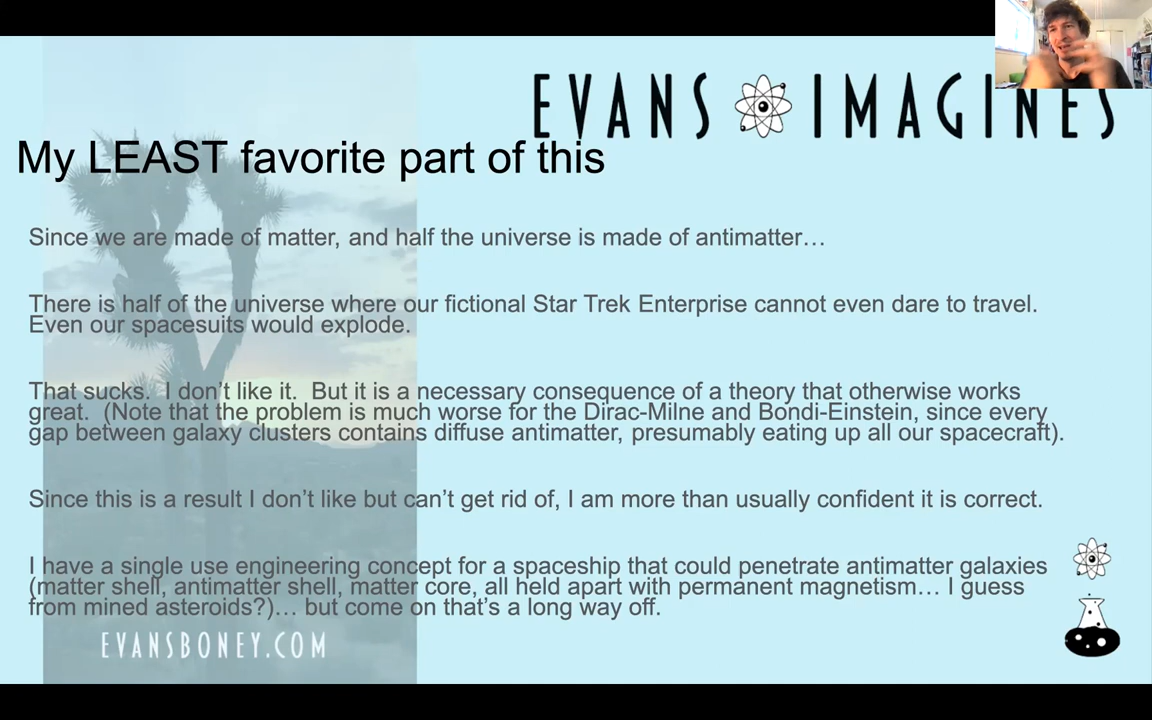 EVANS IMAGINES
My LEAST favorite part of this
Since we are made of matter, and half the universe is made of antimatter…
There is half of the universe where our fictional Star Trek Enterprise cannot even dare to travel.
Even our spacesuits would explode.
That sucks.  I don't like it.  But it is a necessary consequence of a theory that otherwise works
great.  (Note that the problem is much worse for the Dirac-Milne and Bondi-Einstein, since every
gap between galaxy clusters contains diffuse antimatter, presumably eating up all our spacecraft).
Since this is a result I don't like but can't get rid of, I am more than usually confident it is correct.
I have a single use engineering concept for a spaceship that could penetrate antimatter galaxies
(matter shell, antimatter shell, matter core, all held apart with permanent magnetism… I guess
from mined asteroids?)… but come on that's a long way off.
EVANSBONEY.COM